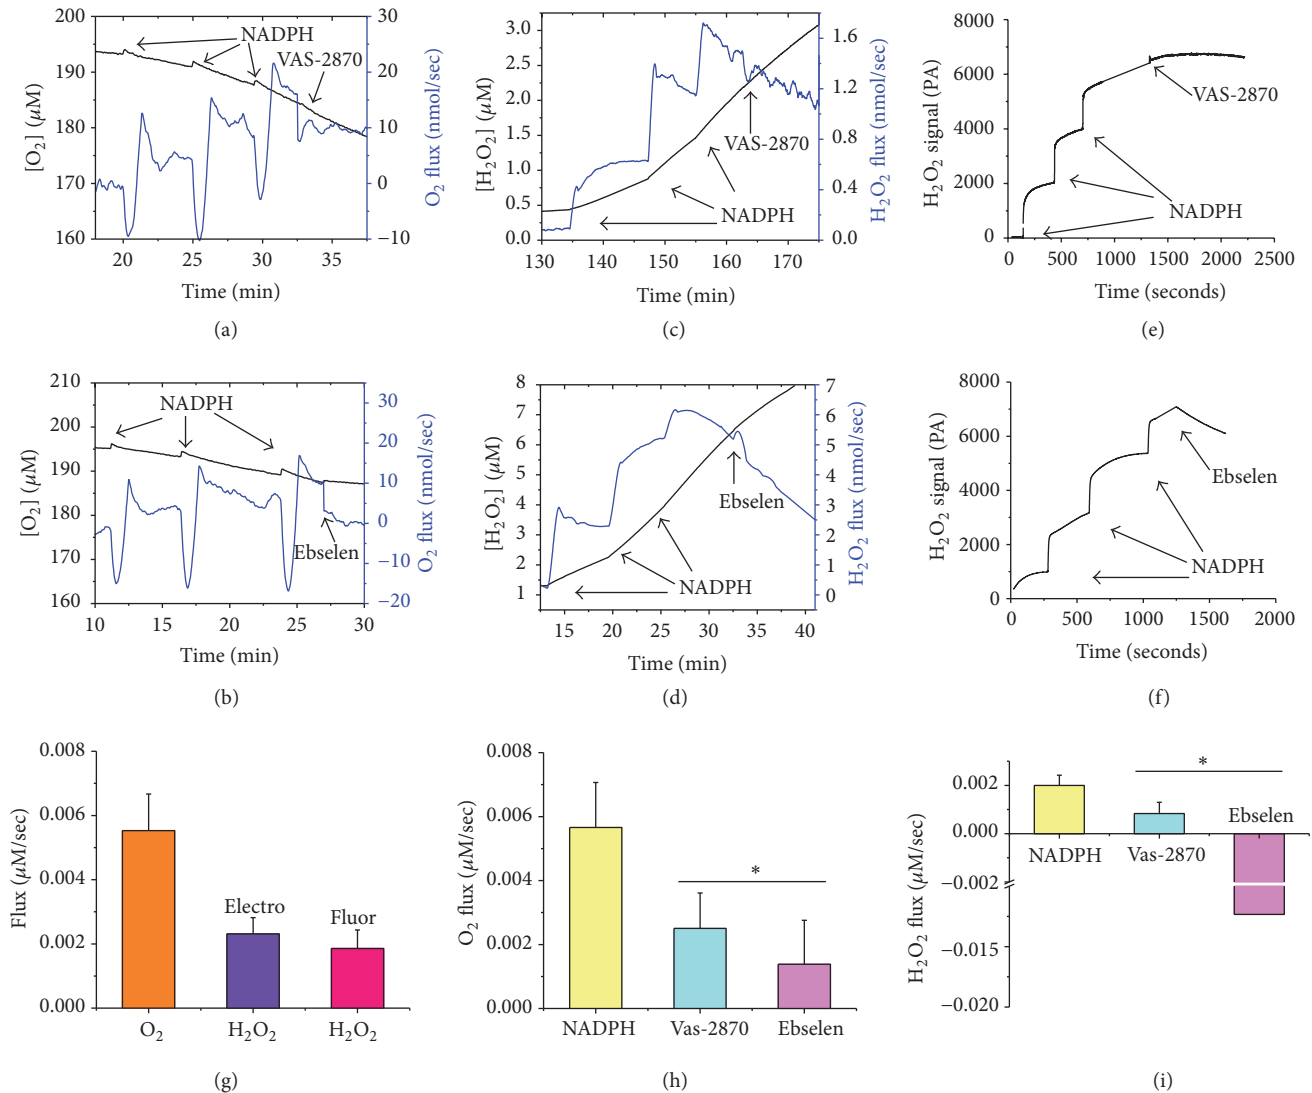 200
190
180
170
160
[O₂] (μM)
30
20
10
0
−10
O₂ flux (nmol/sec)
NADPH
VAS-2870
20 25 30 35
Time (min)
(a)
3.0
2.5
2.0
1.5
1.0
0.5
0.0
[H₂O₂] (μM)
1.6
1.2
0.8
0.4
0.0
H₂O₂ flux (nmol/sec)
VAS-2870
NADPH
130 140 150 160 170
Time (min)
(c)
8000
6000
4000
2000
0
H₂O₂ signal (PA)
VAS-2870
NADPH
0 500 1000 1500 2000 2500
Time (seconds)
(e)
210
200
190
180
170
160
[O₂] (μM)
30
20
10
0
−10
−20
O₂ flux (nmol/sec)
NADPH
Ebselen
10 15 20 25 30
Time (min)
(b)
8
7
6
5
4
3
2
1
[H₂O₂] (μM)
7
6
5
4
3
2
1
0
H₂O₂ flux (nmol/sec)
Ebselen
NADPH
15 20 25 30 35 40
Time (min)
(d)
8000
6000
4000
2000
0
H₂O₂ signal (PA)
Ebselen
NADPH
0 500 1000 1500 2000
Time (seconds)
(f)
0.008
0.006
0.004
0.002
0.000
Flux (μM/sec)
Electro
Fluor
O₂ H₂O₂ H₂O₂
(g)
0.008
0.006
0.004
0.002
0.000
O₂ flux (μM/sec)
*
NADPH Vas-2870 Ebselen
(h)
0.002
0.000
−0.002
−0.015
−0.020
H₂O₂ flux (μM/sec)
*
Ebselen
NADPH Vas-2870
(i)